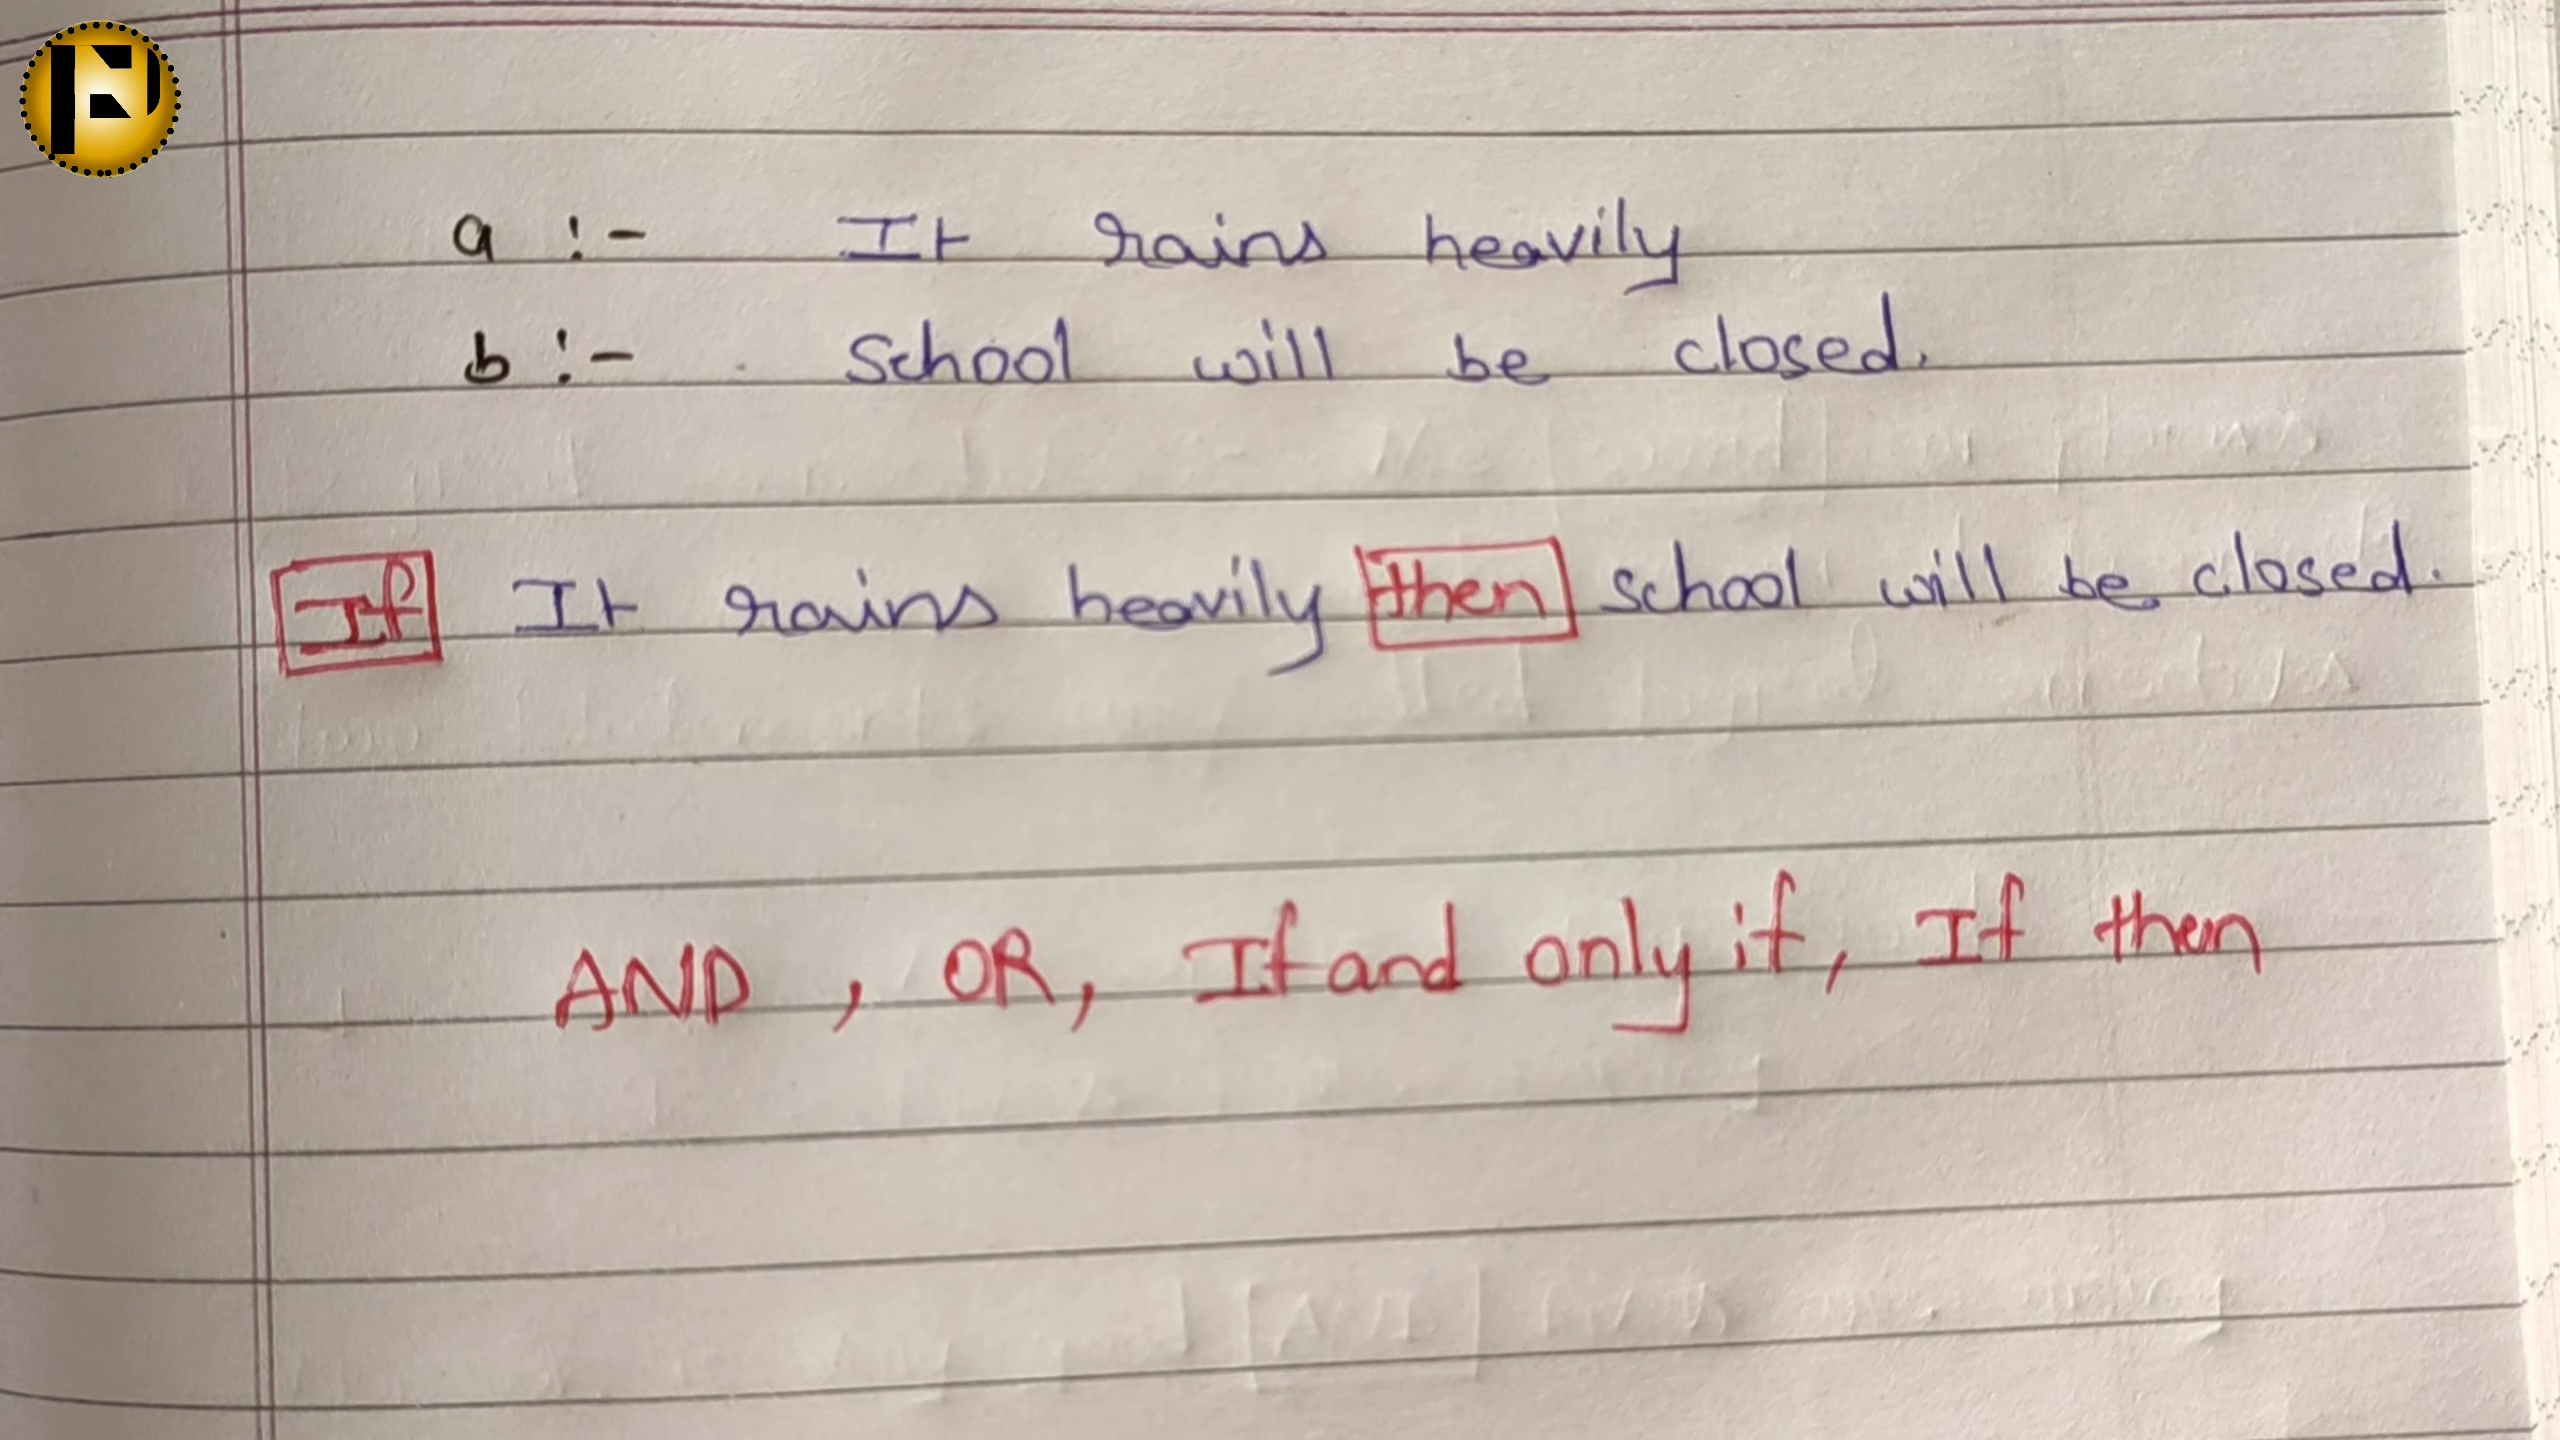 a :- It rains heavily
b :- School will be closed.
If It rains heavily then school will be closed.
AND , OR, If and only if, If then